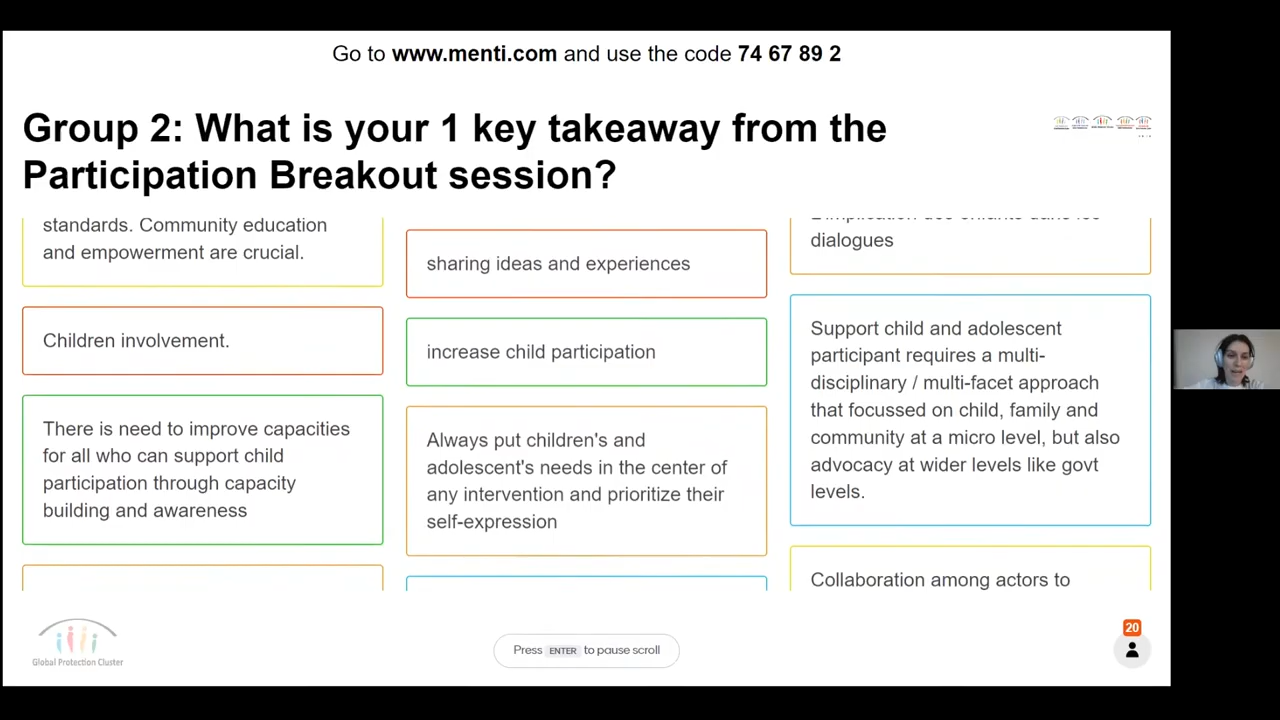 Go to www.menti.com and use the code 74 67 89 2
Group 2: What is your 1 key takeaway from the
Participation Breakout session?
standards. Community education
and empowerment are crucial.
Children involvement.
There is need to improve capacities
for all who can support child
participation through capacity
building and awareness
sharing ideas and experiences
increase child participation
Always put children's and
adolescent's needs in the center of
any intervention and prioritize their
self-expression
L'implication des enfants dans les
dialogues
Support child and adolescent
participant requires a multi-
disciplinary / multi-facet approach
that focussed on child, family and
community at a micro level, but also
advocacy at wider levels like govt
levels.
Collaboration among actors to
Global Protection Cluster
Press ENTER to pause scroll
20